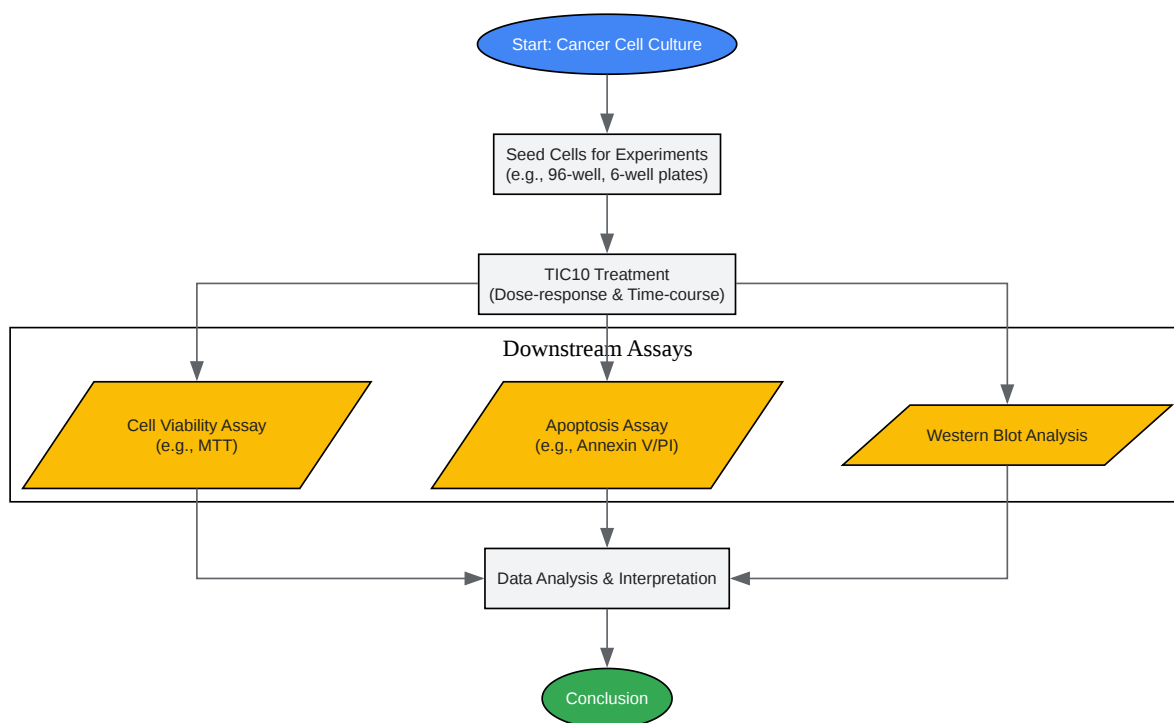 Start: Cancer Cell Culture
Seed Cells for Experiments
(e.g., 96-well, 6-well plates)
TIC10 Treatment
(Dose-response & Time-course)
Downstream Assays
Cell Viability Assay
(e.g., MTT)
Apoptosis Assay
(e.g., Annexin V/PI)
Western Blot Analysis
Data Analysis & Interpretation
Conclusion